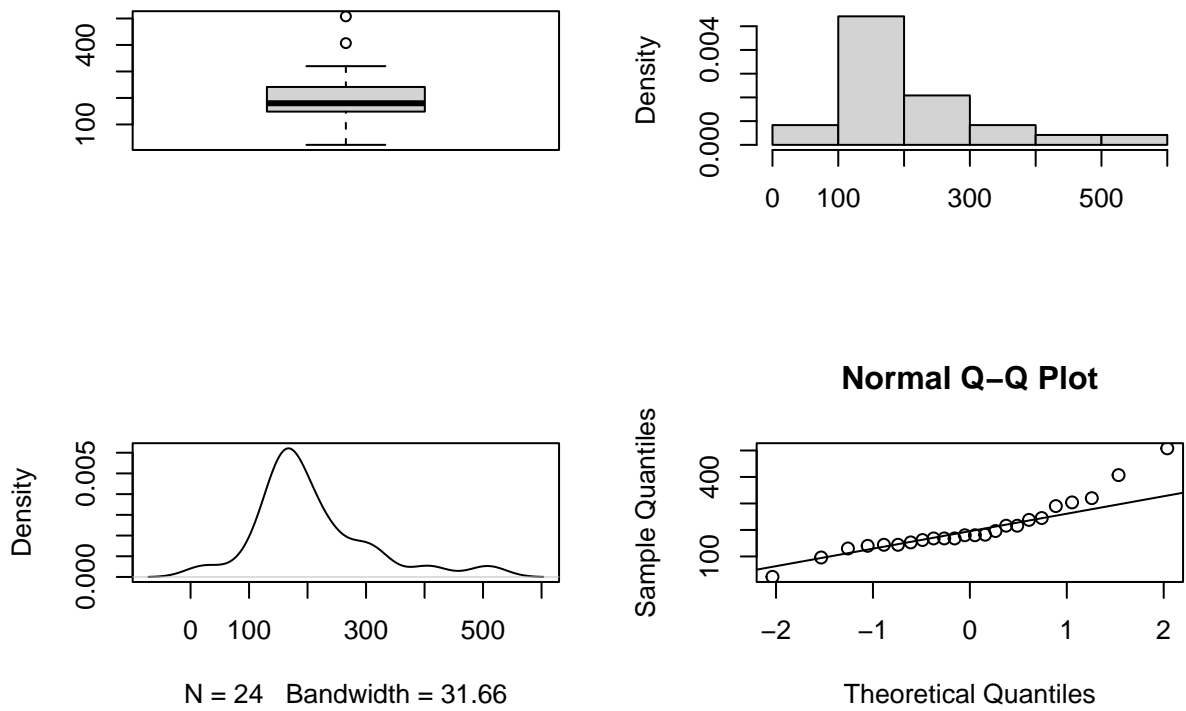 400
100
Density
0.004
0.000
0 100 300 500
Density
0.005
0.000
0 100 300 500
N = 24 Bandwidth = 31.66
Normal Q−Q Plot
Sample Quantiles
400
100
−2 −1 0 1 2
Theoretical Quantiles